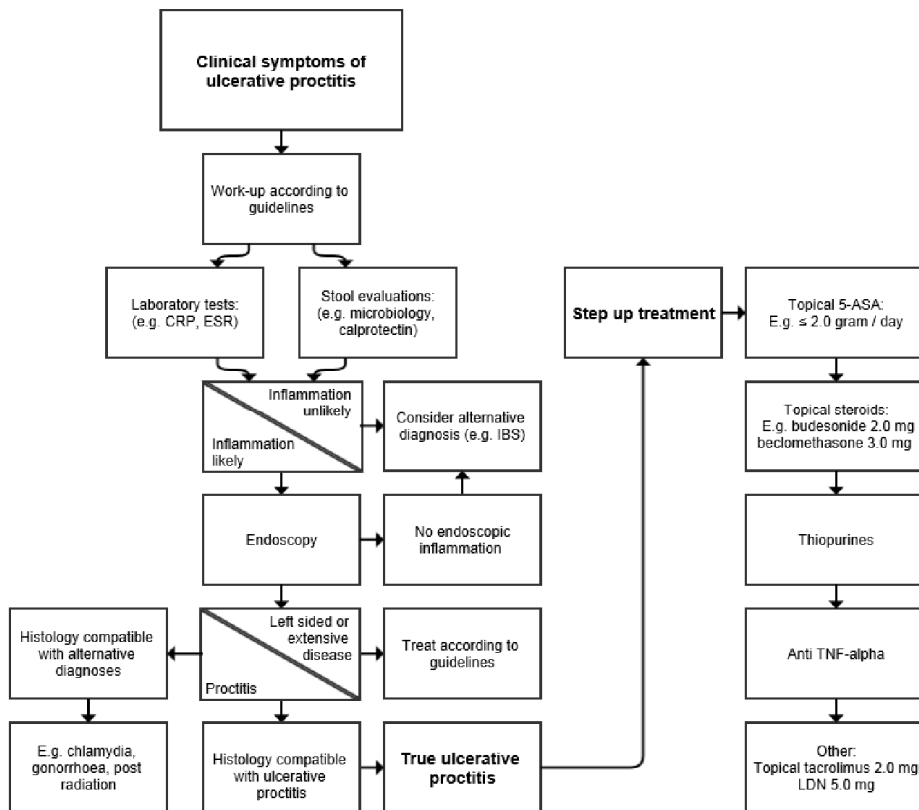 Clinical symptoms of
ulcerative proctitis
Work-up according to
guidelines
Laboratory tests:
(e.g. CRP, ESR)
Stool evaluations:
(e.g. microbiology,
calprotectin)
Inflammation
unlikely
Inflammation
likely
Consider alternative
diagnosis (e.g. IBS)
Endoscopy
No endoscopic
inflammation
Left sided or
extensive
disease
Proctitis
Treat according to
guidelines
Histology compatible
with alternative
diagnoses
E.g. chlamydia,
gonorrhoea, post
radiation
Histology compatible
with ulcerative
proctitis
True ulcerative
proctitis
Step up treatment
Topical 5-ASA:
E.g. ≤ 2.0 gram / day
Topical steroids:
E.g. budesonide 2.0 mg
beclomethasone 3.0 mg
Thiopurines
Anti TNF-alpha
Other:
Topical tacrolimus 2.0 mg
LDN 5.0 mg